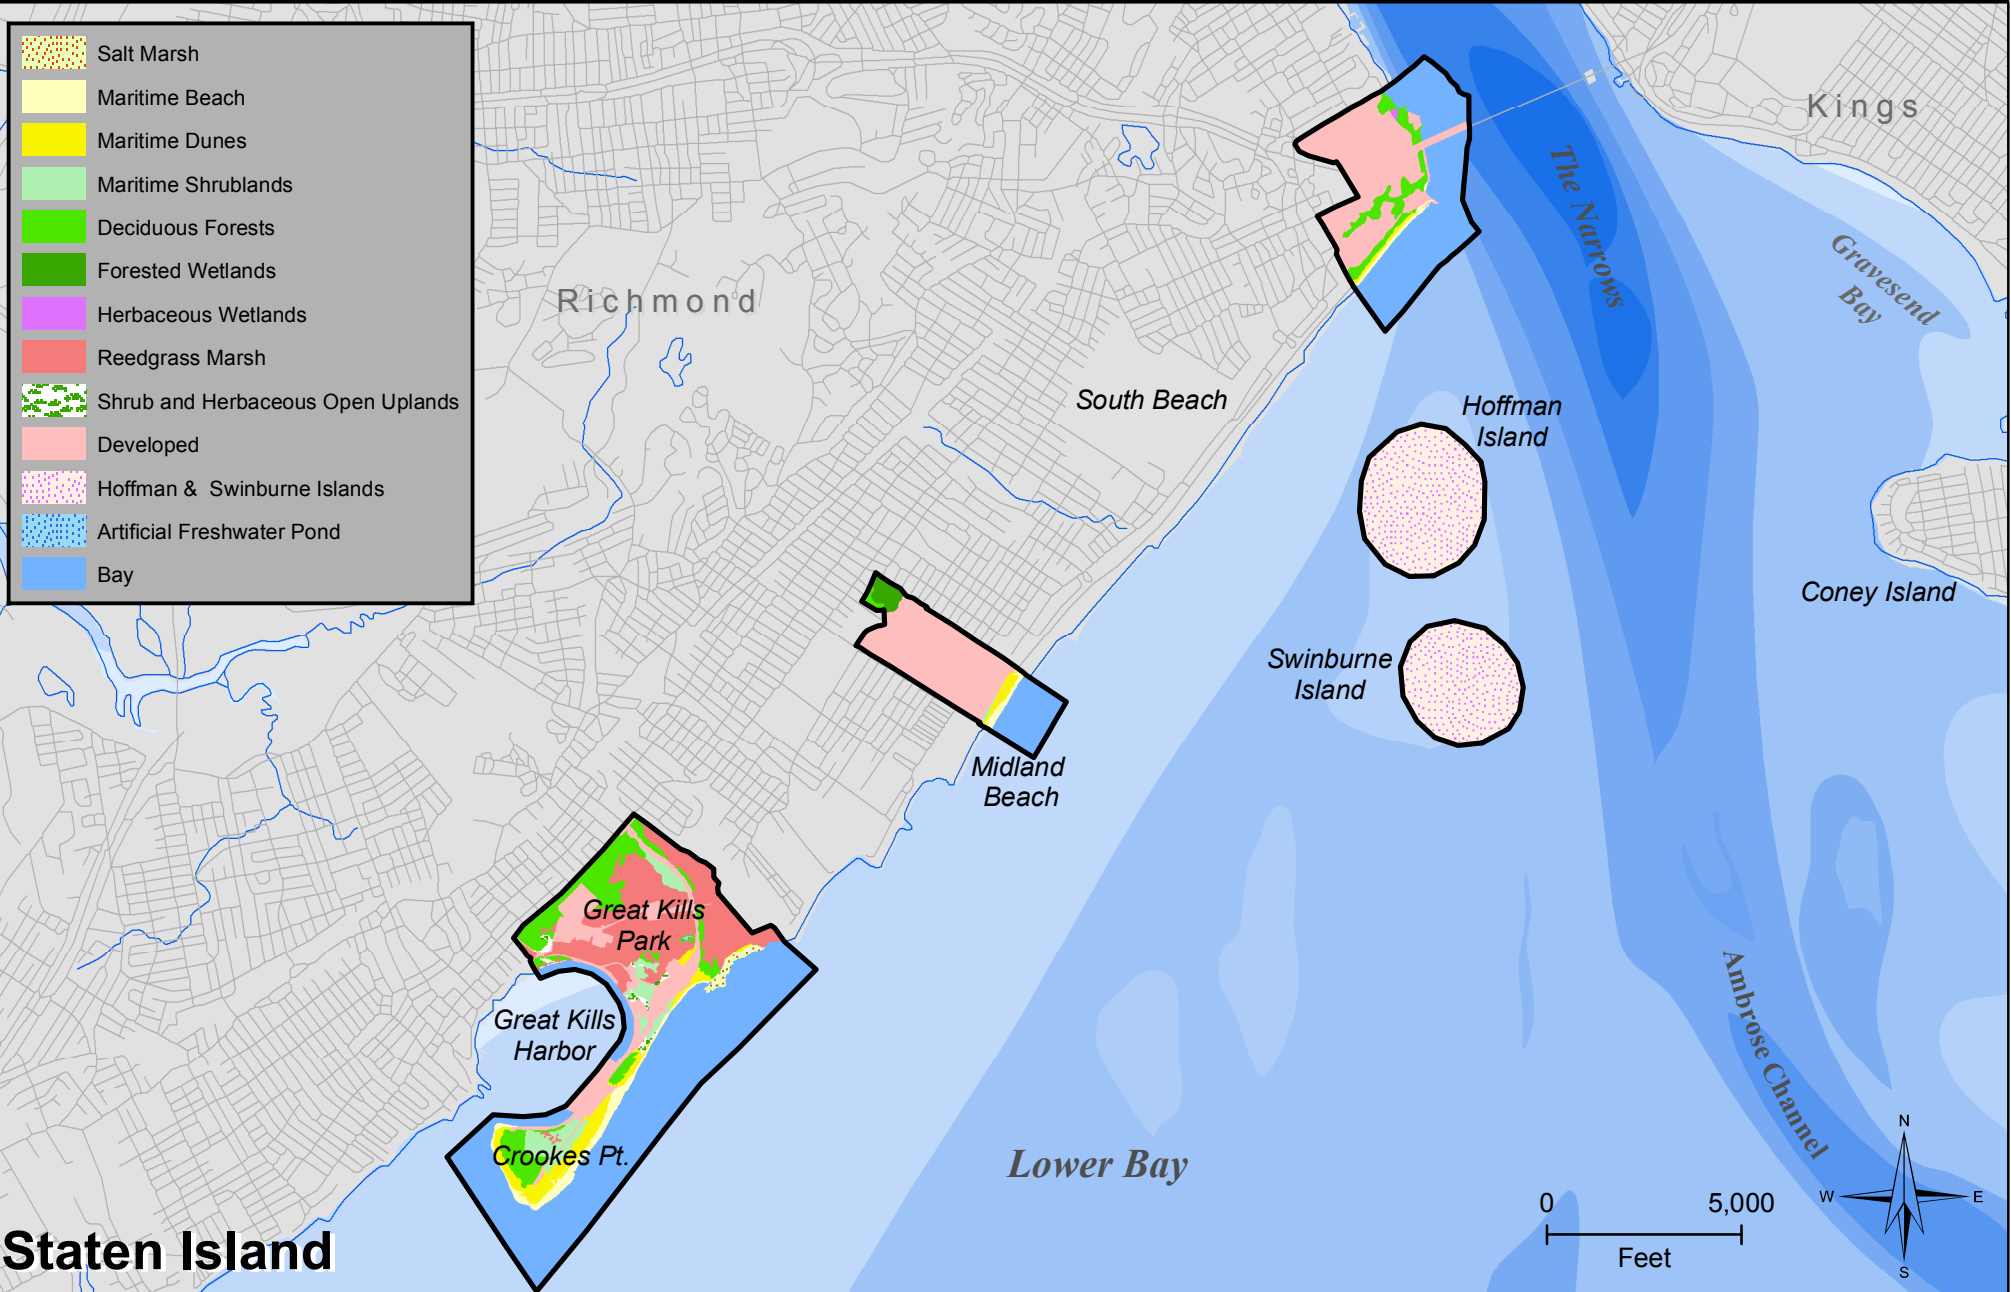 Salt Marsh
Maritime Beach
Maritime Dunes
Maritime Shrublands
Deciduous Forests
Forested Wetlands
Herbaceous Wetlands
Reedgrass Marsh
Shrub and Herbaceous Open Uplands
Developed
Hoffman &  Swinburne Islands
Artificial Freshwater Pond
Bay
Kings
The Narrows
Gravesend
Bay
Richmond
South Beach
Hoffman
Island
Coney Island
Swinburne
Island
Midland
Beach
Great Kills
Park
Great Kills
Harbor
Crookes Pt.
Ambrose Channel
Lower Bay
N
W
E
S
0
5,000
Feet
Staten Island